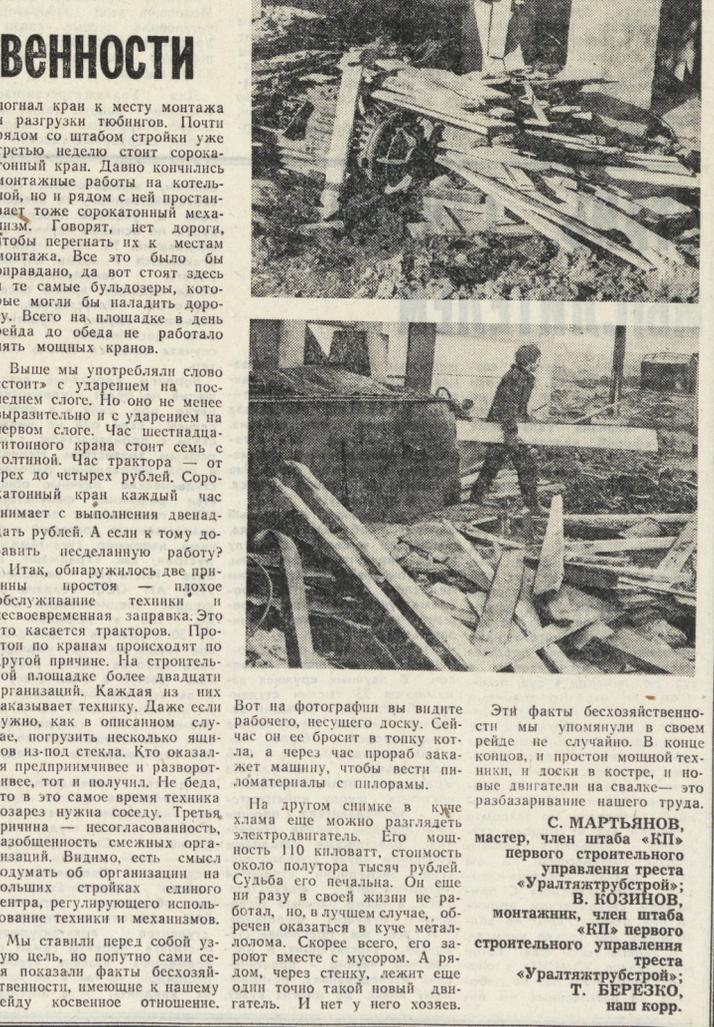 венности
погнал кран к месту монтажа
и разгрузки тюбингов. Почти
рядом со штабом стройки уже
третью неделю стоит сорока-
тонный кран. Давно кончились
монтажные работы на котель-
ной, но и рядом с ней простаи-
вает тоже сорокатонный меха-
низм. Говорят, нет дороги,
чтобы перегнать их к местам
монтажа. Все это было бы
оправдано, да вот стоят здесь
и те самые бульдозеры, кото-
рые могли бы наладить доро-
гу. Всего на площадке в день
рейда до обеда не работало
пять мощных кранов.
Выше мы употребляли слово
«стоит» с ударением на пос-
леднем слоге. Но оно не менее
выразительно и с ударением на
первом слоге. Час шестнадца-
титонного крана стоит семь с
полтиной. Час трактора — от
трех до четырех рублей. Соро-
катонный кран каждый час
снимает с выполнения двенад-
цать рублей. А если к тому до-
бавить несделанную работу?
Итак, обнаружилось две при-
чины простоя — плохое
обслуживание техники и
несвоевременная заправка. Это
что касается тракторов. Про-
стои по кранам происходят по
другой причине. На строитель-
ной площадке более двадцати
организаций. Каждая из них
заказывает технику. Даже если
нужно, как в описанном слу-
чае, погрузить несколько ящи-
ков из-под стекла. Кто оказал-
ся предприимчивее и разворот-
ливее, тот и получил. Не беда,
что в это самое время техника
позарез нужна соседу. Третья
причина — несогласованность,
разобщенность смежных орга-
низаций. Видимо, есть смысл
подумать об организации на
больших стройках единого
центра, регулирующего исполь-
зование техники и механизмов.
Мы ставили перед собой уз-
кую цель, но попутно сами се-
бя показали факты бесхозяй-
ственности, имеющие к нашему
рейду косвенное отношение.
Вот на фотографии вы видите
рабочего, несущего доску. Сей-
час он ее бросит в топку кот-
ла, а через час прораб зака-
жет машину, чтобы вести пи-
ломатериалы с пилорамы.
На другом снимке в куче
хлама еще можно разглядеть
электродвигатель. Его мощ-
ность 110 киловатт, стоимость
около полутора тысяч рублей.
Судьба его печальна. Он еще
ни разу в своей жизни не ра-
ботал, но, в лучшем случае, об-
речен оказаться в куче метал-
лолома. Скорее всего, его за-
роют вместе с мусором. А ря-
дом, через стенку, лежит еще
один точно такой новый дви-
гатель. И нет у него хозяев.
Эти факты бесхозяйственно-
сти мы упомянули в своем
рейде не случайно. В конце
концов, и простои мощной тех-
ники, и доски в костре, и но-
вые двигатели на свалке — это
разбазаривание нашего труда.
С. МАРТЬЯНОВ,
мастер, член штаба «КП»
первого строительного
управления треста
«Уралтяжтрубстрой»;
В. КОЗИНОВ,
монтажник, член штаба
«КП» первого
строительного управления
треста
«Уралтяжтрубстрой»;
Т. БЕРЕЗКО,
наш корр.